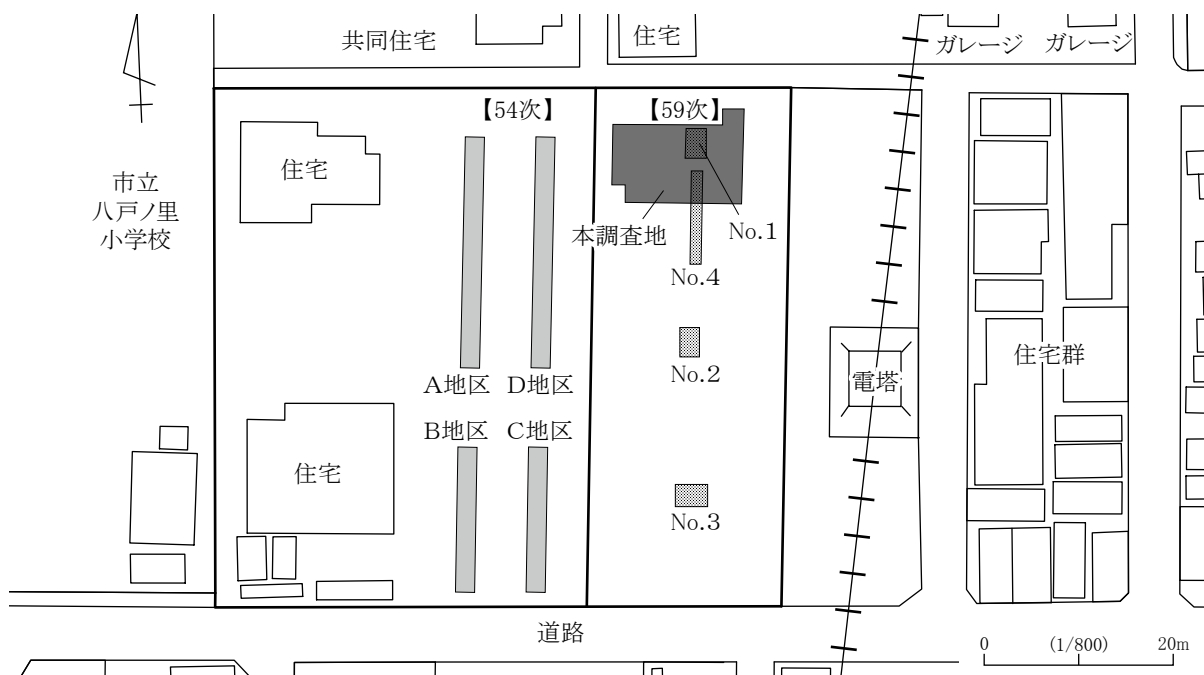 共同住宅
住宅
ガレージ
ガレージ
【54次】
【59次】
住宅
市立
八戸ノ里
小学校
本調査地
No.1
No.4
住宅群
No.2
電塔
A地区
D地区
B地区
C地区
住宅
No.3
道路
0
(1/800)
20m